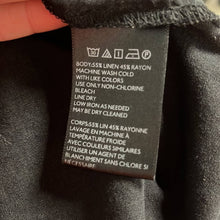 BODY:55% LINEN 45% RAYON
MACHINE WASH COLD
WITH LIKE COLORS
USE ONLY NON-CHLORINE
BLEACH
LINE DRY
LOW IRON AS NEEDED
MAY BE DRY CLEANED
CORPS:55% LIN 45% RAYONNE
LAVAGE EN MACHINE À
TEMPÉRATURE FROIDE AVEC
COULEURS SIMILAIRES
UTILISER UN AGENT DE
BLANCHIMENT SANS CHLORE SI